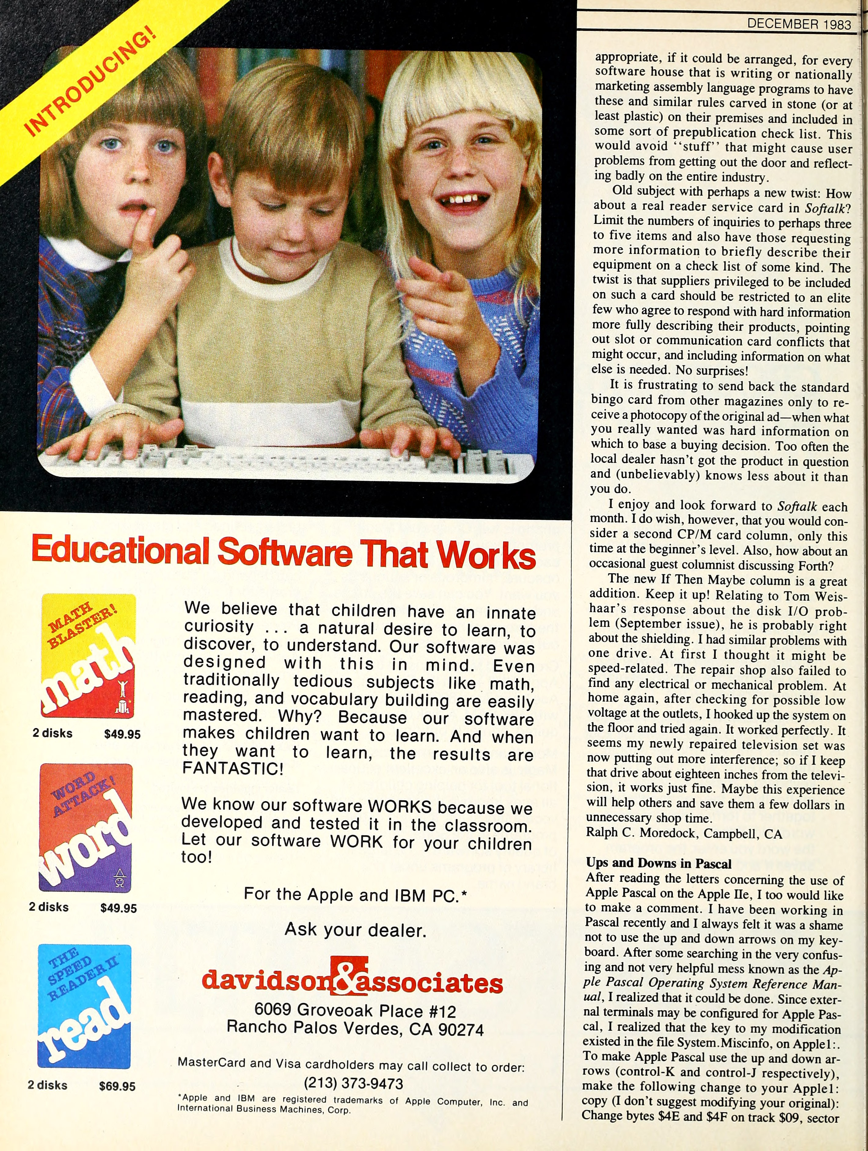 INTRODUCING!
Educational Software That Works
MATH
BLASTER!
math
2 disks $49.95
WORD
ATTACK!
word
2 disks $49.95
THE
SPEED
READER II
read
2 disks $69.95
We believe that children have an innate
curiosity ... a natural desire to learn, to
discover, to understand. Our software was
designed with this in mind. Even
traditionally tedious subjects like math,
reading, and vocabulary building are easily
mastered. Why? Because our software
makes children want to learn. And when
they want to learn, the results are
FANTASTIC!
We know our software WORKS because we
developed and tested it in the classroom.
Let our software WORK for your children
too!
For the Apple and IBM PC.*
Ask your dealer.
davidson & associates
6069 Groveoak Place #12
Rancho Palos Verdes, CA 90274
MasterCard and Visa cardholders may call collect to order:
(213) 373-9473
*Apple and IBM are registered trademarks of Apple Computer, Inc. and
International Business Machines, Corp.
DECEMBER 1983
appropriate, if it could be arranged, for every
software house that is writing or nationally
marketing assembly language programs to have
these and similar rules carved in stone (or at
least plastic) on their premises and included in
some sort of prepublication check list. This
would avoid "stuff" that might cause user
problems from getting out the door and reflect-
ing badly on the entire industry.
Old subject with perhaps a new twist: How
about a real reader service card in Softalk?
Limit the numbers of inquiries to perhaps three
to five items and also have those requesting
more information to briefly describe their
equipment on a check list of some kind. The
twist is that suppliers privileged to be included
on such a card should be restricted to an elite
few who agree to respond with hard information
more fully describing their products, pointing
out slot or communication card conflicts that
might occur, and including information on what
else is needed. No surprises!
It is frustrating to send back the standard
bingo card from other magazines only to re-
ceive a photocopy of the original ad—when what
you really wanted was hard information on
which to base a buying decision. Too often the
local dealer hasn't got the product in question
and (unbelievably) knows less about it than
you do.
I enjoy and look forward to Softalk each
month. I do wish, however, that you would con-
sider a second CP/M card column, only this
time at the beginner's level. Also, how about an
occasional guest columnist discussing Forth?
The new If Then Maybe column is a great
addition. Keep it up! Relating to Tom Weis-
haar's response about the disk I/O prob-
lem (September issue), he is probably right
about the shielding. I had similar problems with
one drive. At first I thought it might be
speed-related. The repair shop also failed to
find any electrical or mechanical problem. At
home again, after checking for possible low
voltage at the outlets, I hooked up the system on
the floor and tried again. It worked perfectly. It
seems my newly repaired television set was
now putting out more interference; so if I keep
that drive about eighteen inches from the televi-
sion, it works just fine. Maybe this experience
will help others and save them a few dollars in
unnecessary shop time.
Ralph C. Moredock, Campbell, CA
Ups and Downs in Pascal
After reading the letters concerning the use of
Apple Pascal on the Apple IIe, I too would like
to make a comment. I have been working in
Pascal recently and I always felt it was a shame
not to use the up and down arrows on my key-
board. After some searching in the very confus-
ing and not very helpful mess known as the Ap-
ple Pascal Operating System Reference Man-
ual, I realized that it could be done. Since exter-
nal terminals may be configured for Apple Pas-
cal, I realized that the key to my modification
existed in the file System.Miscinfo, on Apple1:.
To make Apple Pascal use the up and down ar-
rows (control-K and control-J respectively),
make the following change to your Apple1:
copy (I don't suggest modifying your original):
Change bytes $4E and $4F on track $09, sector